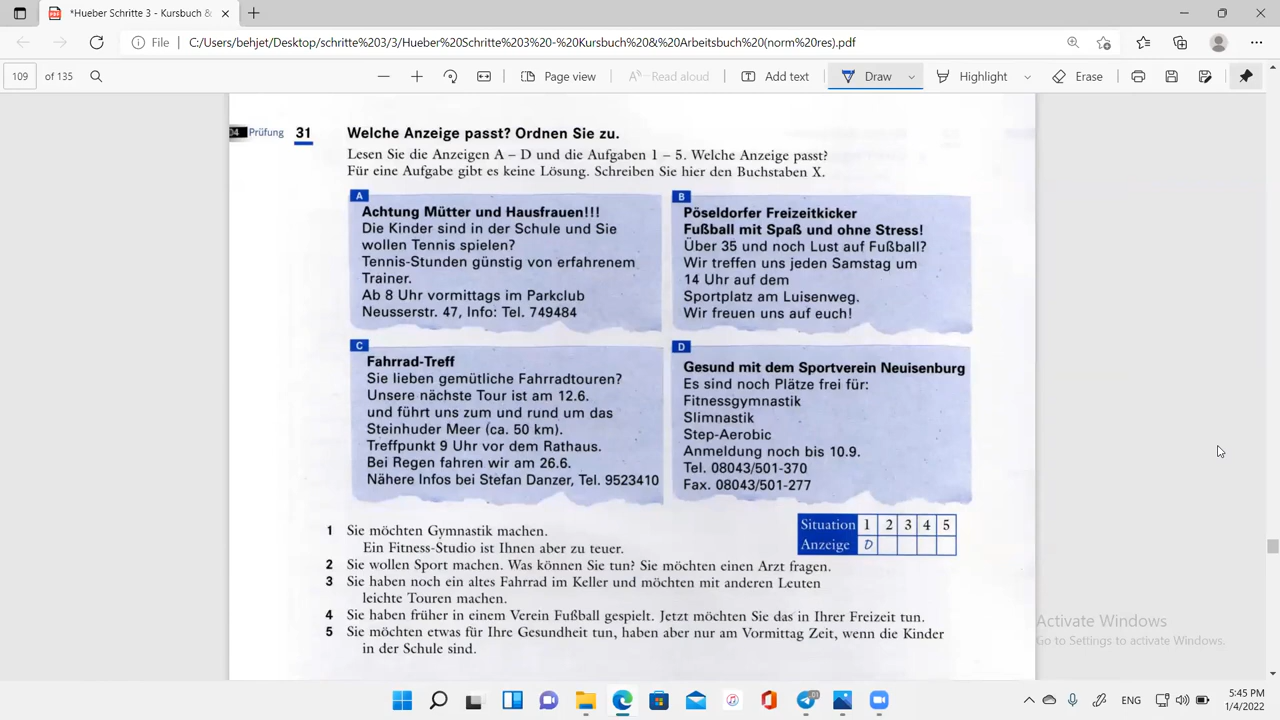 *Hueber Schritte 3 - Kursbuch &
File
C:/Users/behjet/Desktop/schritte%203/3/Hueber%20Schritte%203%20-%20Kursbuch%20&%20Arbeitsbuch%20(norm%20res).pdf
109 of 135
Page view
Read aloud
Add text
Draw
Highlight
Erase
04 Prüfung 31 Welche Anzeige passt? Ordnen Sie zu.
Lesen Sie die Anzeigen A – D und die Aufgaben 1 – 5. Welche Anzeige passt?
Für eine Aufgabe gibt es keine Lösung. Schreiben Sie hier den Buchstaben X.
A
Achtung Mütter und Hausfrauen!!!
Die Kinder sind in der Schule und Sie
wollen Tennis spielen?
Tennis-Stunden günstig von erfahrenem
Trainer.
Ab 8 Uhr vormittags im Parkclub
Neusserstr. 47, Info: Tel. 749484
B
Pöseldorfer Freizeitkicker
Fußball mit Spaß und ohne Stress!
Über 35 und noch Lust auf Fußball?
Wir treffen uns jeden Samstag um
14 Uhr auf dem
Sportplatz am Luisenweg.
Wir freuen uns auf euch!
C
Fahrrad-Treff
Sie lieben gemütliche Fahrradtouren?
Unsere nächste Tour ist am 12.6.
und führt uns zum und rund um das
Steinhuder Meer (ca. 50 km).
Treffpunkt 9 Uhr vor dem Rathaus.
Bei Regen fahren wir am 26.6.
Nähere Infos bei Stefan Danzer, Tel. 9523410
D
Gesund mit dem Sportverein Neuisenburg
Es sind noch Plätze frei für:
Fitnessgymnastik
Slimnastik
Step-Aerobic
Anmeldung noch bis 10.9.
Tel. 08043/501-370
Fax. 08043/501-277
Situation 1 2 3 4 5
Anzeige D
1 Sie möchten Gymnastik machen.
Ein Fitness-Studio ist Ihnen aber zu teuer.
2 Sie wollen Sport machen. Was können Sie tun? Sie möchten einen Arzt fragen.
3 Sie haben noch ein altes Fahrrad im Keller und möchten mit anderen Leuten
leichte Touren machen.
4 Sie haben früher in einem Verein Fußball gespielt. Jetzt möchten Sie das in Ihrer Freizeit tun.
5 Sie möchten etwas für Ihre Gesundheit tun, haben aber nur am Vormittag Zeit, wenn die Kinder
in der Schule sind.
Activate Windows
Go to Settings to activate Windows.
ENG
5:45 PM
1/4/2022